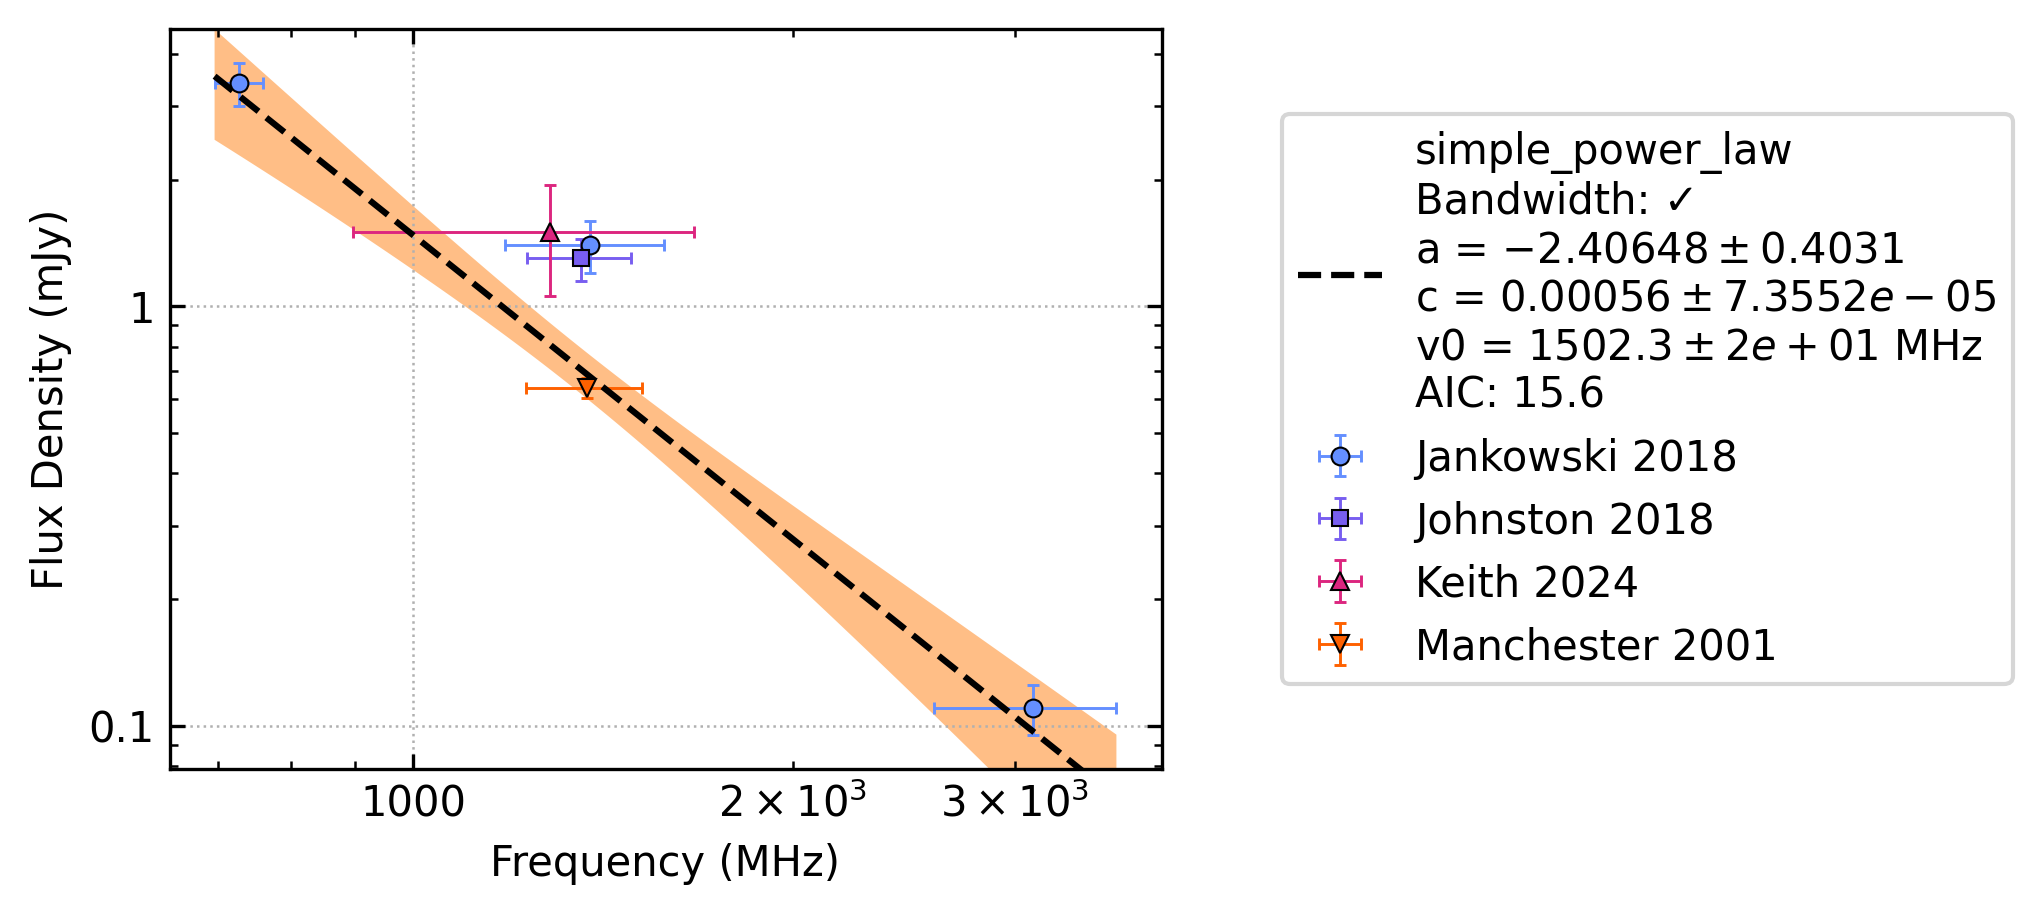 Flux Density (mJy)
1
0.1
1000
2 × 10³
3 × 10³
Frequency (MHz)
simple_power_law
Bandwidth: ✓
a = −2.40648 ± 0.4031
c = 0.00056 ± 7.3552e − 05
v0 = 1502.3 ± 2e + 01 MHz
AIC: 15.6
Jankowski 2018
Johnston 2018
Keith 2024
Manchester 2001